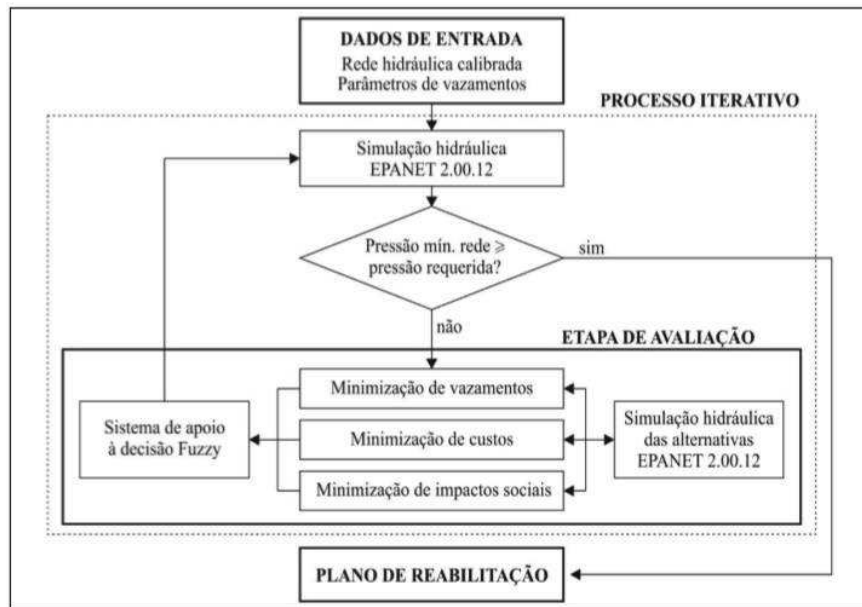 DADOS DE ENTRADA
Rede hidráulica calibrada
Parâmetros de vazamentos
PROCESSO ITERATIVO
Simulação hidráulica
EPANET 2.00.12
Pressão mín. rede ⩾
pressão requerida?
sim
não
ETAPA DE AVALIAÇÃO
Minimização de vazamentos
Sistema de apoio
à decisão Fuzzy
Minimização de custos
Simulação hidráulica
das alternativas
EPANET 2.00.12
Minimização de impactos sociais
PLANO DE REABILITAÇÃO